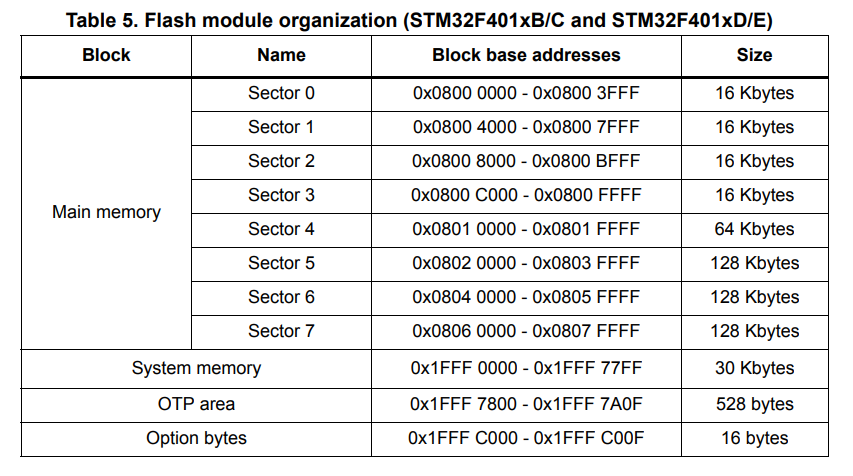 Table 5. Flash module organization (STM32F401xB/C and STM32F401xD/E)
Block Name Block base addresses Size
Main memory
Sector 0 0x0800 0000 - 0x0800 3FFF 16 Kbytes
Sector 1 0x0800 4000 - 0x0800 7FFF 16 Kbytes
Sector 2 0x0800 8000 - 0x0800 BFFF 16 Kbytes
Sector 3 0x0800 C000 - 0x0800 FFFF 16 Kbytes
Sector 4 0x0801 0000 - 0x0801 FFFF 64 Kbytes
Sector 5 0x0802 0000 - 0x0803 FFFF 128 Kbytes
Sector 6 0x0804 0000 - 0x0805 FFFF 128 Kbytes
Sector 7 0x0806 0000 - 0x0807 FFFF 128 Kbytes
System memory 0x1FFF 0000 - 0x1FFF 77FF 30 Kbytes
OTP area 0x1FFF 7800 - 0x1FFF 7A0F 528 bytes
Option bytes 0x1FFF C000 - 0x1FFF C00F 16 bytes